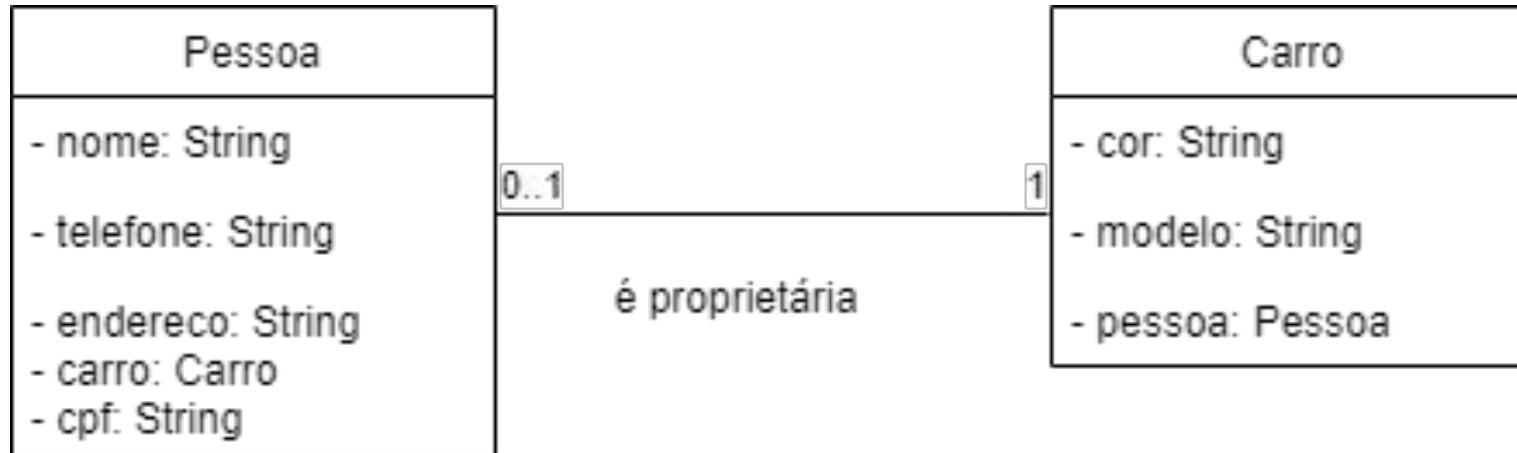 Pessoa
- nome: String
- telefone: String
- endereco: String
- carro: Carro
- cpf: String
0..1
1
é proprietária
Carro
- cor: String
- modelo: String
- pessoa: Pessoa